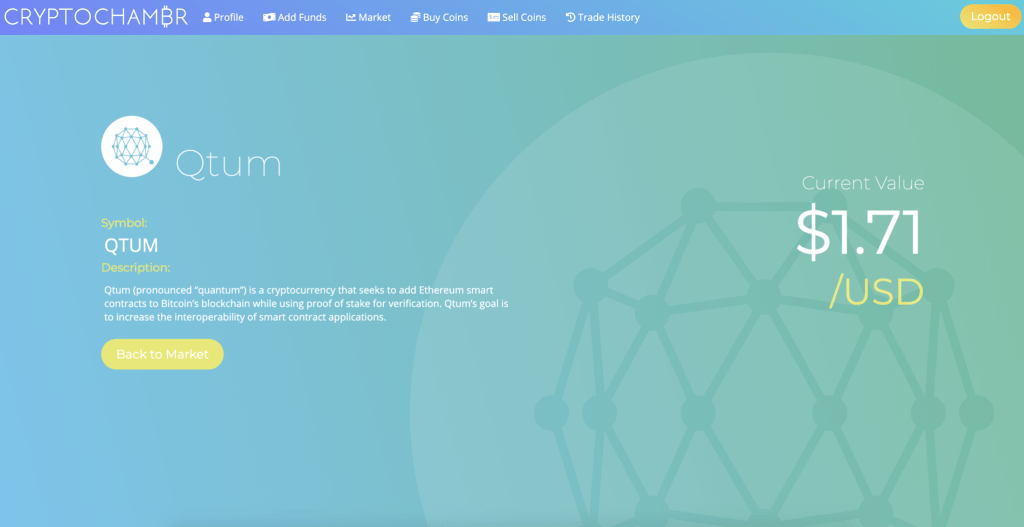 CRYPTOCHAMBR Profile Add Funds Market Buy Coins Sell Coins Trade History Logout
Qtum
Current Value
$1.71
/USD
Symbol:
QTUM
Description:
Qtum (pronounced “quantum”) is a cryptocurrency that seeks to add Ethereum smart
contracts to Bitcoin’s blockchain while using proof of stake for verification. Qtum’s goal is
to increase the interoperability of smart contract applications.
Back to Market